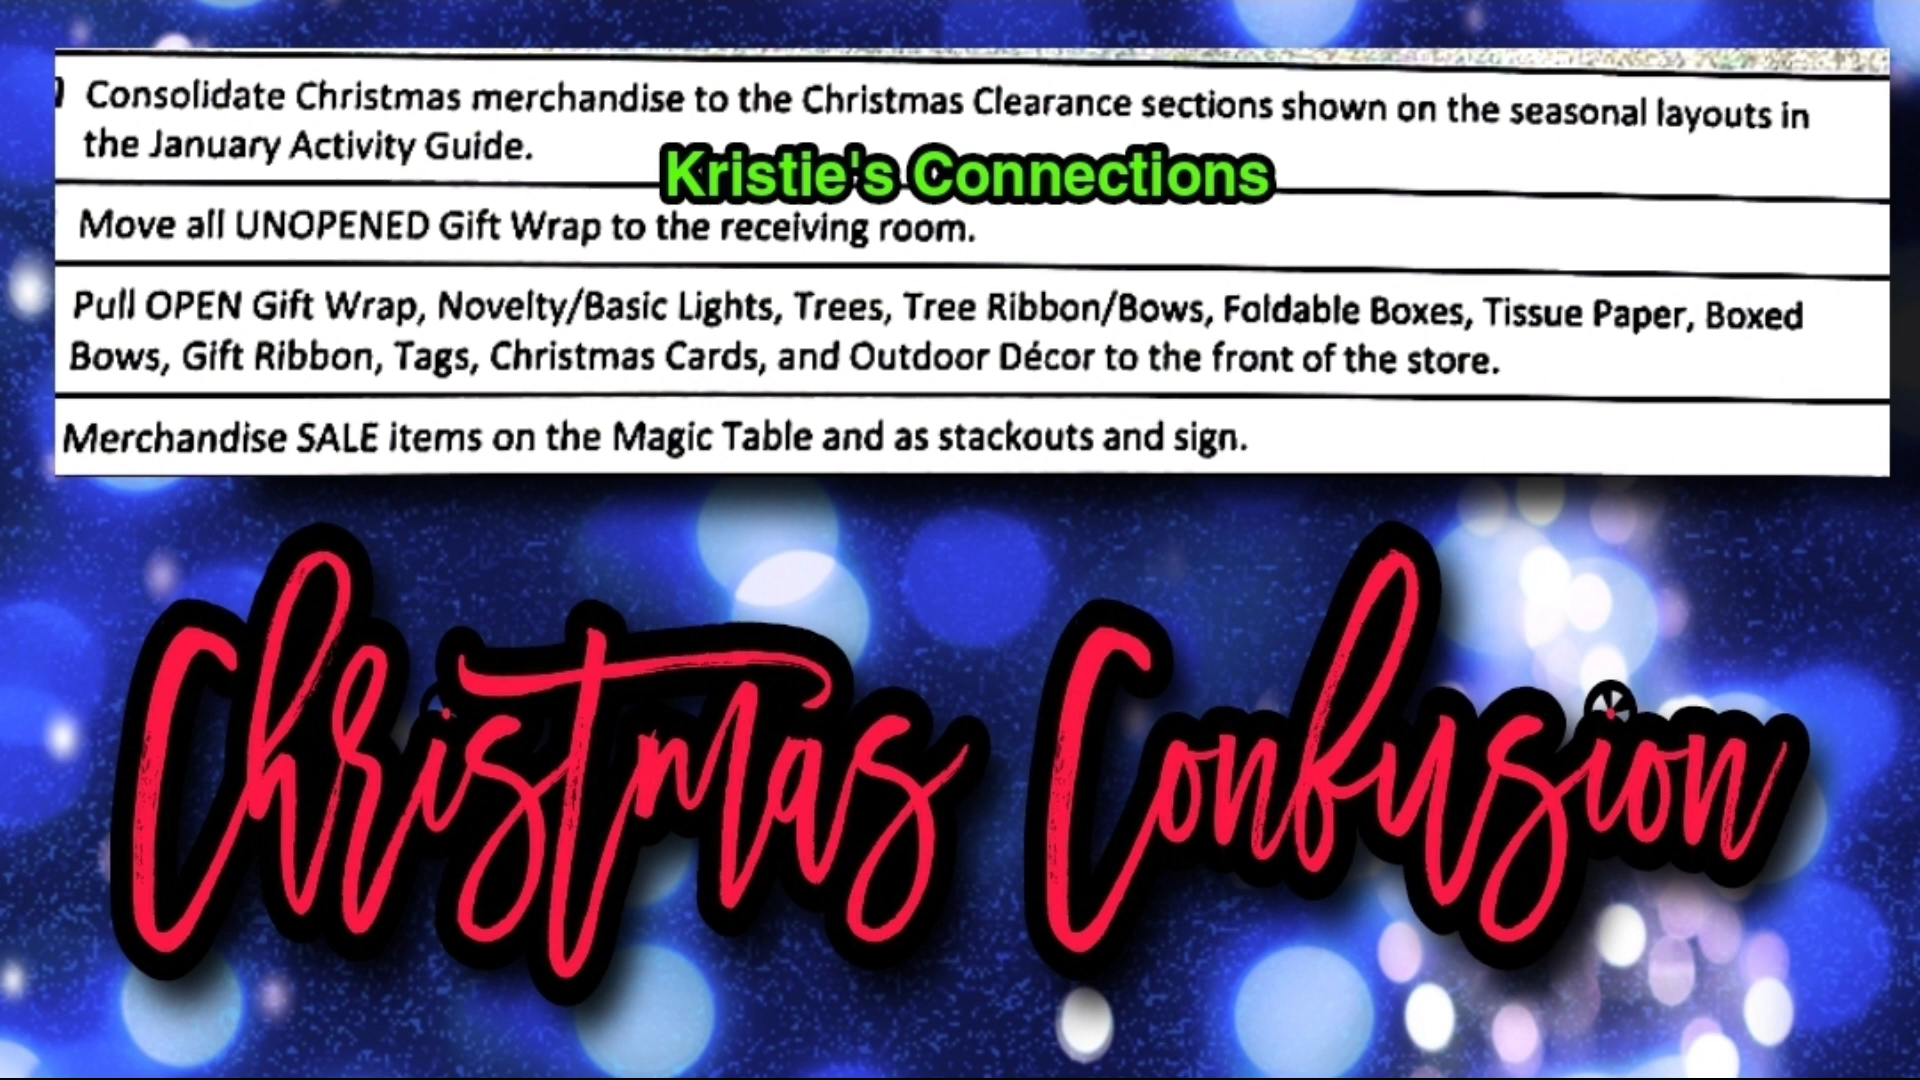 Consolidate Christmas merchandise to the Christmas Clearance sections shown on the seasonal layouts in
the January Activity Guide.
Kristie's Connections
Move all UNOPENED Gift Wrap to the receiving room.
Pull OPEN Gift Wrap, Novelty/Basic Lights, Trees, Tree Ribbon/Bows, Foldable Boxes, Tissue Paper, Boxed
Bows, Gift Ribbon, Tags, Christmas Cards, and Outdoor Décor to the front of the store.
Merchandise SALE items on the Magic Table and as stackouts and sign.
Christmas Confusion